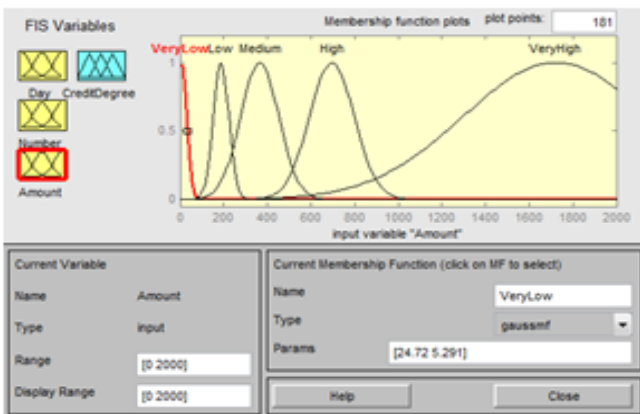 FIS Variables
Membership function plots
plot points:
181
VeryLow
Low
Medium
High
VeryHigh
Day
CreditDegree
Number
Amount
1
0.5
0
0 200 400 600 800 1000 1200 1400 1600 1800 2000
input variable "Amount"
Current Variable
Name Amount
Type input
Range [0 2000]
Display Range [0 2000]
Current Membership Function (click on MF to select)
Name VeryLow
Type gaussmf
Params [24.72 5.291]
Help
Close